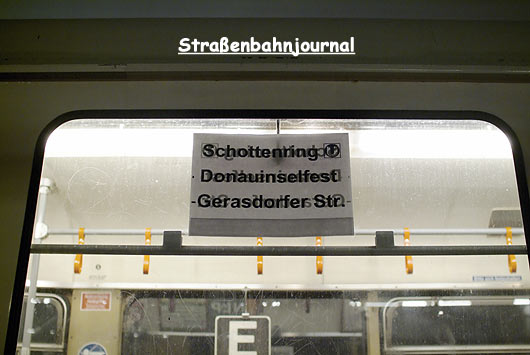 Straßenbahnjournal
Schottenring
Donauinselfest
Gerasdorfer Str.
E